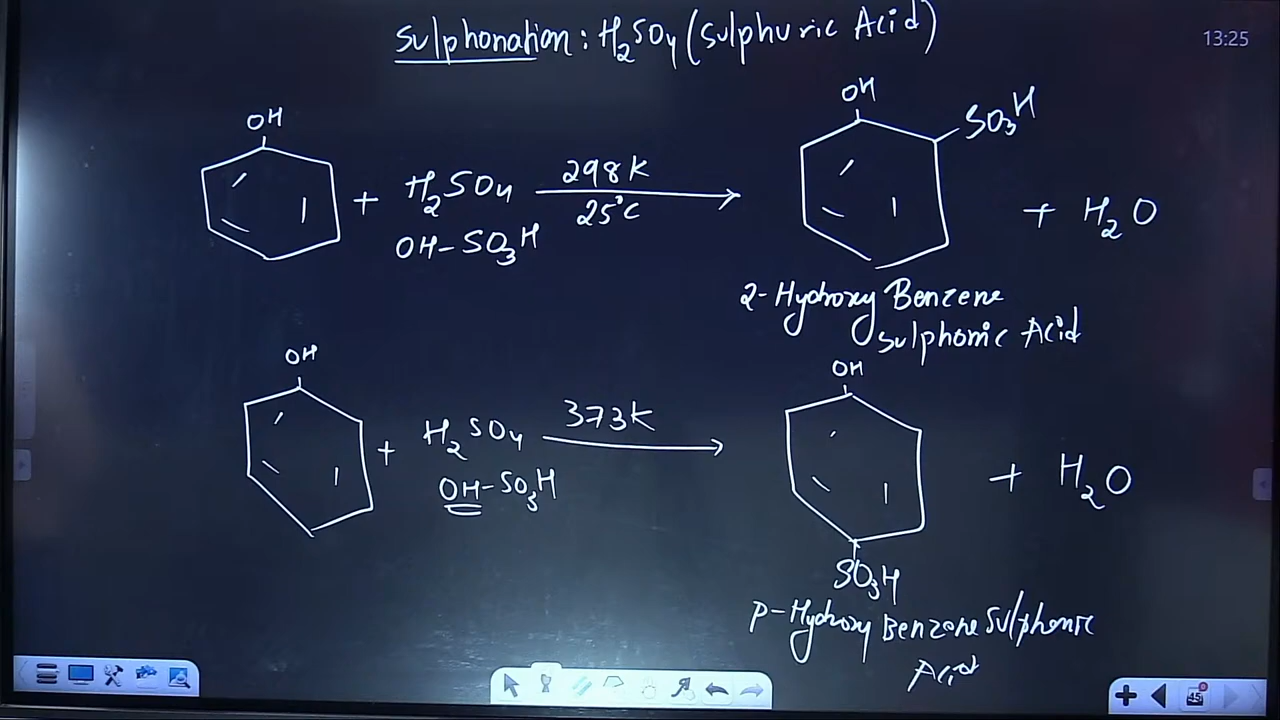 Sulphonation: H2SO4 (Sulphuric Acid)
13:25
OH
+ H2SO4 298K 25°C
OH-SO3H
OH
SO3H
+ H2O
2-Hydroxy Benzene
Sulphonic Acid
OH
+ H2SO4 373K
OH-SO3H
OH
SO3H
+ H2O
P-Hydroxy Benzene Sulphonic
Acid
45